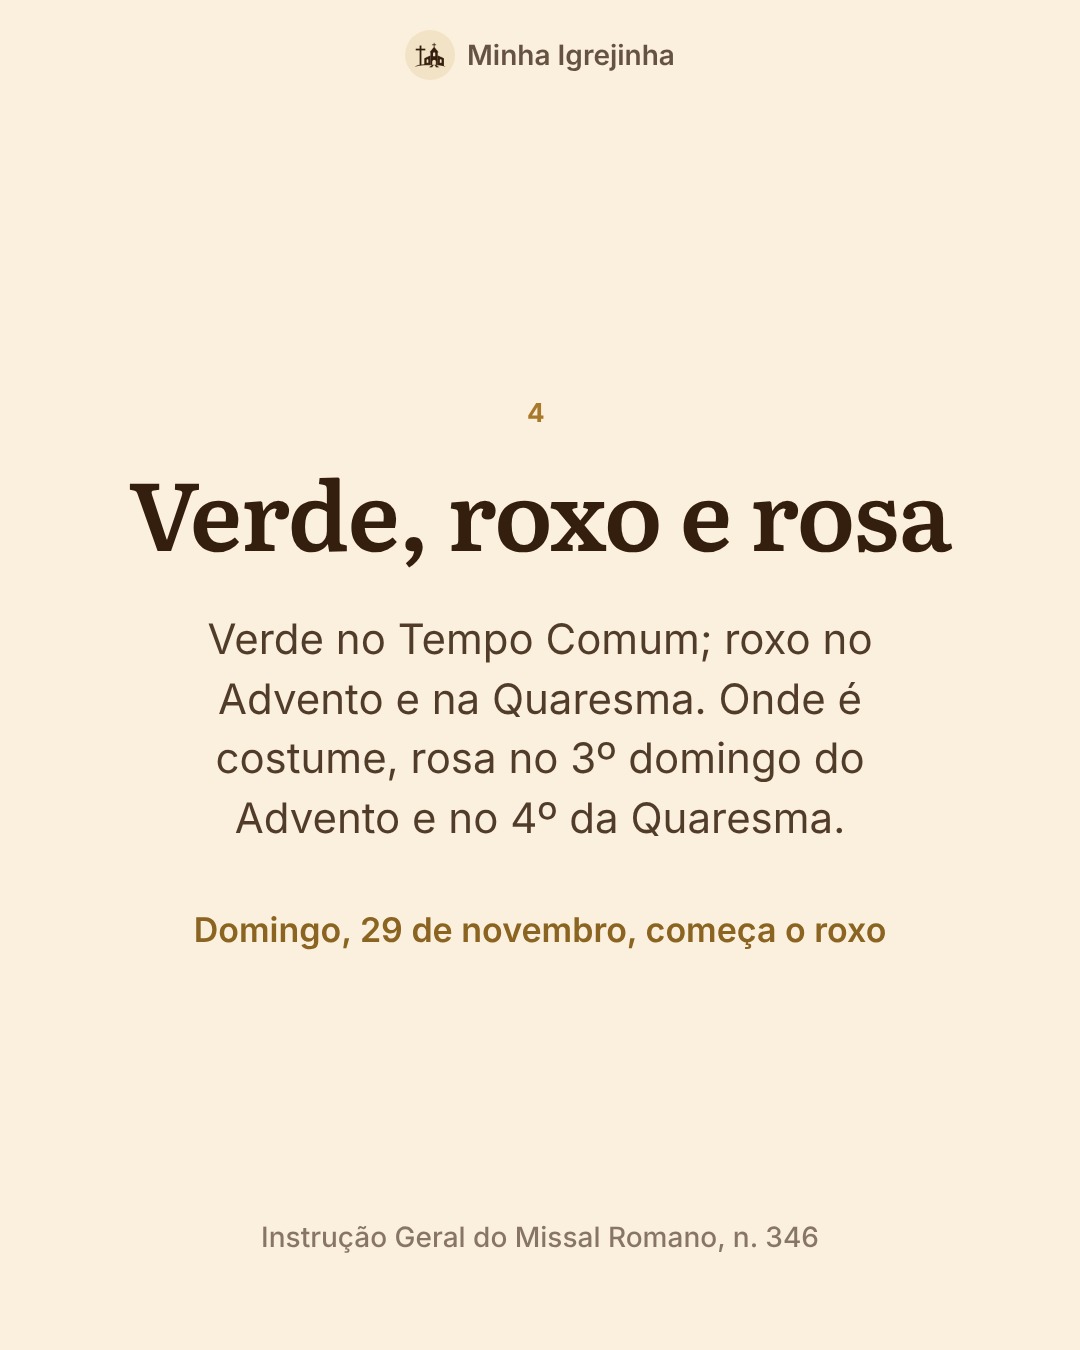 Minha Igrejinha
4
Verde, roxo e rosa
Verde no Tempo Comum; roxo no
Advento e na Quaresma. Onde é
costume, rosa no 3º domingo do
Advento e no 4º da Quaresma.
Domingo, 29 de novembro, começa o roxo
Instrução Geral do Missal Romano, n. 346